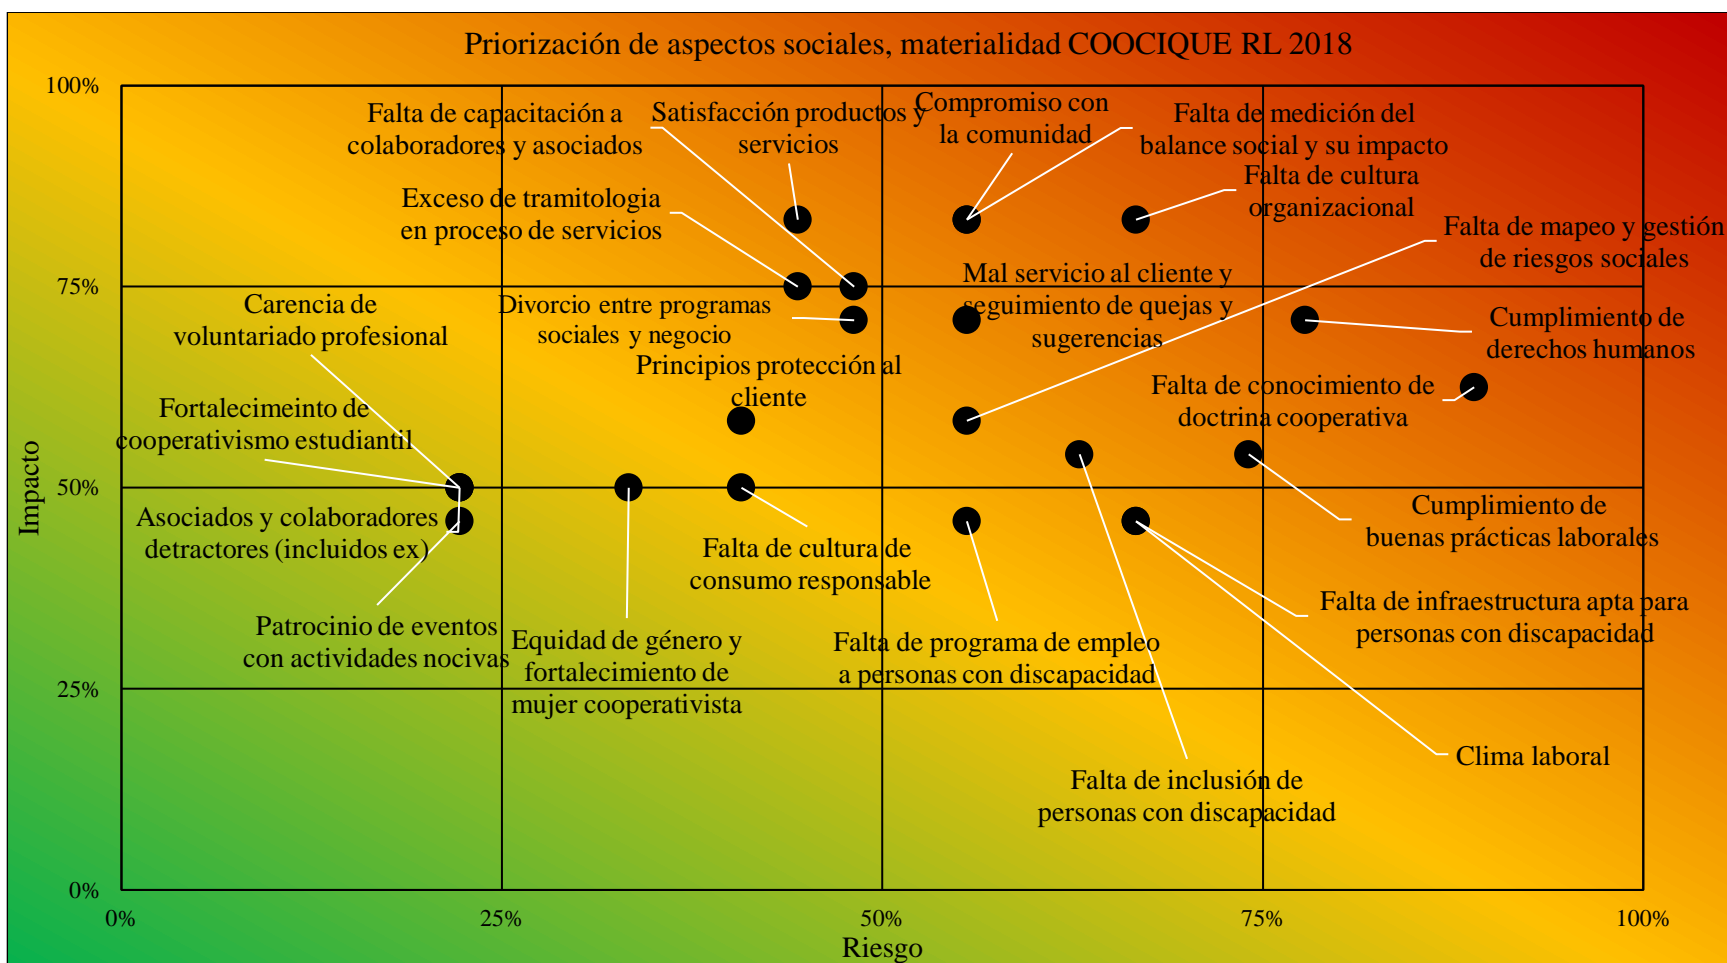 Priorización de aspectos sociales, materialidad COOCIQUE RL 2018
100%
75%
50%
25%
0%
0%
25%
50%
75%
100%
Impacto
Riesgo
Falta de capacitación a
colaboradores y asociados
Satisfacción productos y
servicios
Compromiso con
la comunidad
Falta de medición del
balance social y su impacto
Falta de cultura
organizacional
Exceso de tramitologia
en proceso de servicios
Falta de mapeo y gestión
de riesgos sociales
Mal servicio al cliente y
seguimiento de quejas y
sugerencias
Carencia de
voluntariado profesional
Divorcio entre programas
sociales y negocio
Cumplimiento de
derechos humanos
Principios protección al
cliente
Falta de conocimiento de
doctrina cooperativa
Fortalecimeinto de
cooperativismo estudiantil
Asociados y colaboradores
detractores (incluidos ex)
Falta de cultura de
consumo responsable
Cumplimiento de
buenas prácticas laborales
Patrocinio de eventos
con actividades nocivas
Equidad de género y
fortalecimiento de
mujer cooperativista
Falta de programa de empleo
a personas con discapacidad
Falta de infraestructura apta para
personas con discapacidad
Clima laboral
Falta de inclusión de
personas con discapacidad